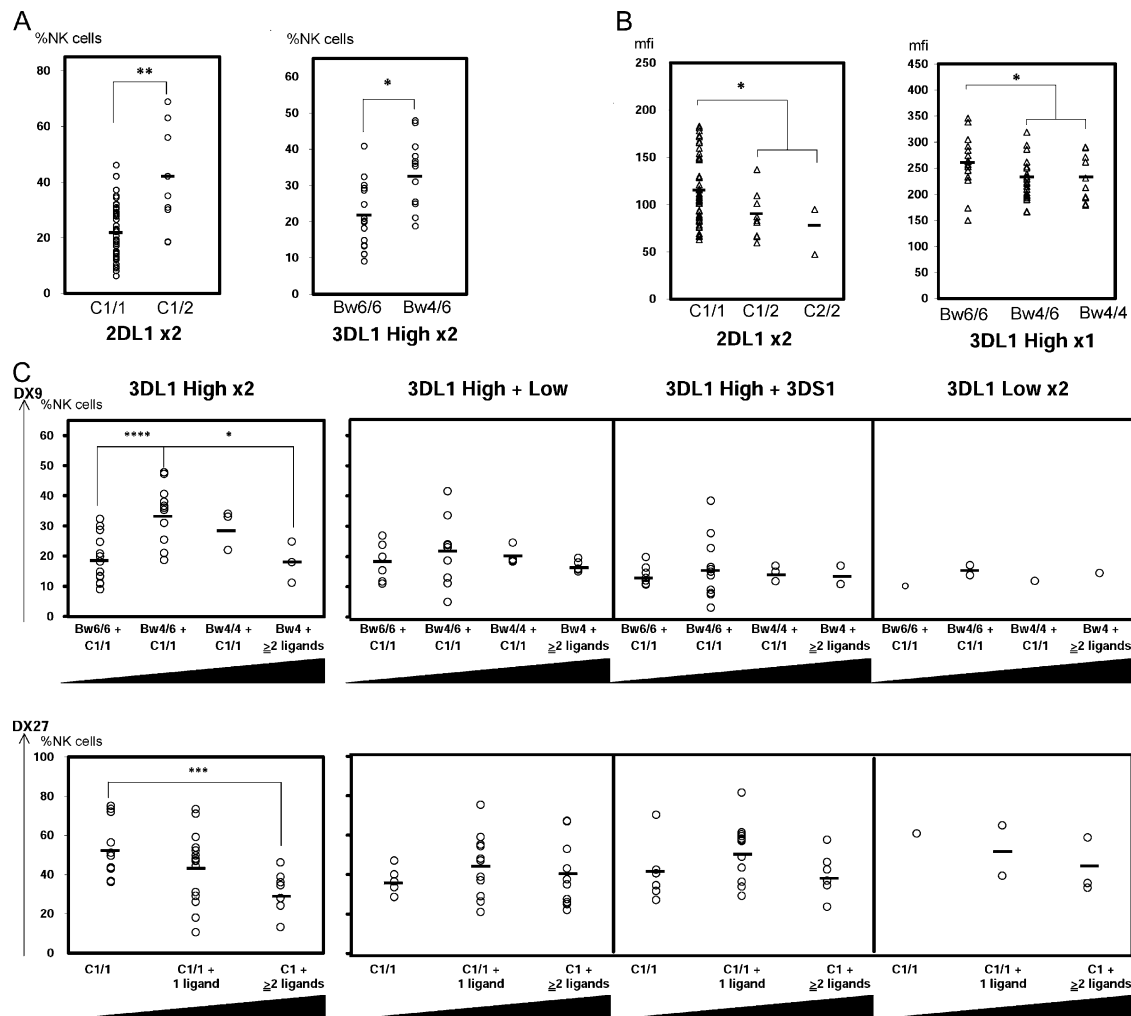 A
%NK cells
80
60
40
20
0
**
C1/1 C1/2
2DL1 x2
%NK cells
60
50
40
30
20
10
0
*
Bw6/6 Bw4/6
3DL1 High x2
B
mfi
250
200
150
100
50
0
*
C1/1 C1/2 C2/2
2DL1 x2
mfi
450
400
350
300
250
200
150
100
50
0
*
Bw6/6 Bw4/6 Bw4/4
3DL1 High x1
C
3DL1 High x2
3DL1 High + Low
3DL1 High + 3DS1
3DL1 Low x2
DX9
%NK cells
60
50
40
30
20
10
0
****
*
Bw6/6 + Bw4/6 + Bw4/4 + Bw4 +
C1/1 C1/1 C1/1 ≥2 ligands
Bw6/6 + Bw4/6 + Bw4/4 + Bw4 +
C1/1 C1/1 C1/1 ≥2 ligands
Bw6/6 + Bw4/6 + Bw4/4 + Bw4 +
C1/1 C1/1 C1/1 ≥2 ligands
Bw6/6 + Bw4/6 + Bw4/4 + Bw4 +
C1/1 C1/1 C1/1 ≥2 ligands
DX27
%NK cells
100
80
60
40
20
0
***
C1/1 C1/1 + C1 +
1 ligand ≥2 ligands
C1/1 C1/1 + C1 +
1 ligand ≥2 ligands
C1/1 C1/1 + C1 +
1 ligand ≥2 ligands
C1/1 C1/1 + C1 +
1 ligand ≥2 ligands